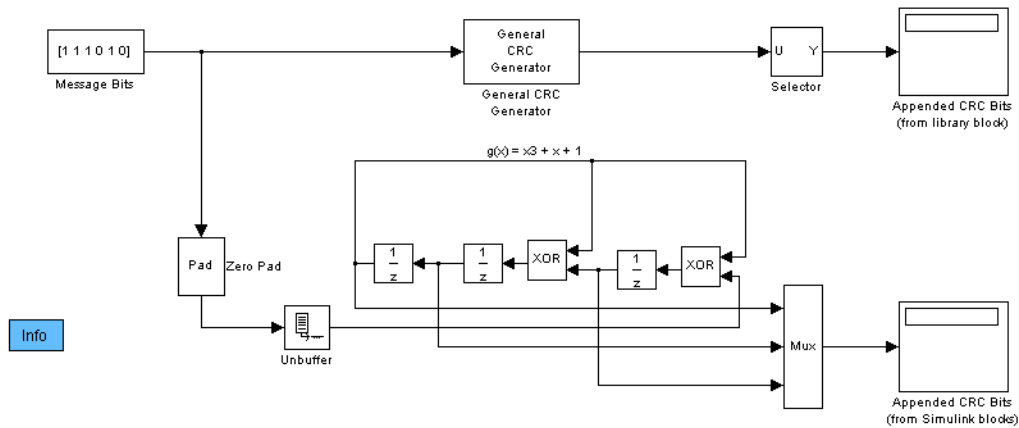 [1 1 1 0 1 0]
Message Bits
General
CRC
Generator
General CRC
Generator
U Y
Selector
Appended CRC Bits
(from library block)
g(x) = x3 + x + 1
1
z
1
z
XOR
1
z
XOR
Pad
Zero Pad
Info
Unbuffer
Mux
Appended CRC Bits
(from Simulink blocks)